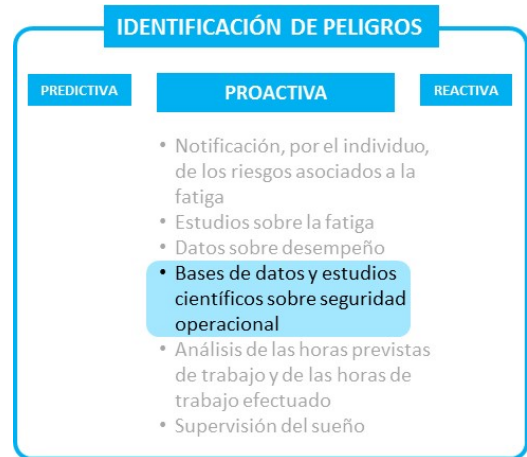 IDENTIFICACIÓN DE PELIGROS
PREDICTIVA
PROACTIVA
REACTIVA
• Notificación, por el individuo,
de los riesgos asociados a la
fatiga
• Estudios sobre la fatiga
• Datos sobre desempeño
• Bases de datos y estudios
científicos sobre seguridad
operacional
• Análisis de las horas previstas
de trabajo y de las horas de
trabajo efectuado
• Supervisión del sueño